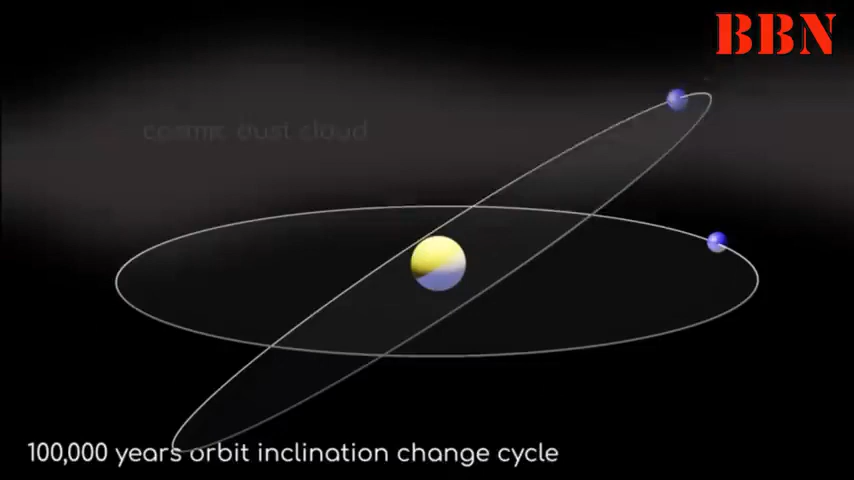 BBN
cosmic dust cloud
100,000 years orbit inclination change cycle